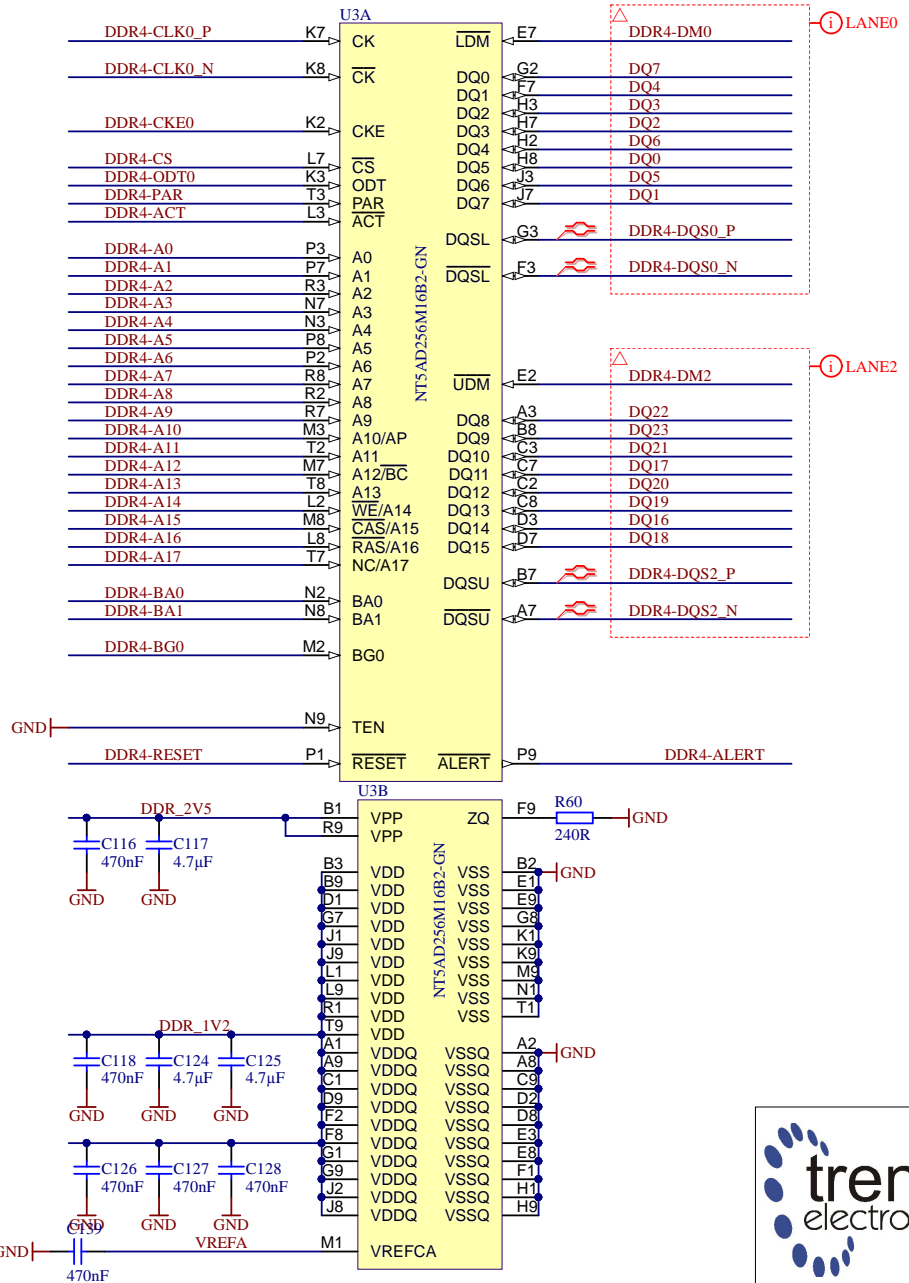 U3A
DDR4-CLK0_P K7 CK LDM E7 DDR4-DM0
LANE0
DDR4-CLK0_N K8 CK DQ0 G2 DQ7
DQ1 F7 DQ4
DQ2 H3 DQ3
DDR4-CKE0 K2 CKE DQ3 H7 DQ2
DQ4 H2 DQ6
DDR4-CS L7 CS DQ5 H8 DQ0
DDR4-ODT0 K3 ODT DQ6 J3 DQ5
DDR4-PAR T3 PAR DQ7 J7 DQ1
DDR4-ACT L3 ACT
DQSL G3 DDR4-DQS0_P
DDR4-A0 P3 A0
DDR4-A1 P7 A1 DQSL F3 DDR4-DQS0_N
DDR4-A2 R3 A2
DDR4-A3 N7 A3
DDR4-A4 N3 A4
DDR4-A5 P8 A5
DDR4-A6 P2 A6
LANE2
DDR4-A7 R8 A7 UDM E2 DDR4-DM2
DDR4-A8 R2 A8
DDR4-A9 R7 A9 DQ8 A3 DQ22
DDR4-A10 M3 A10/AP DQ9 B8 DQ23
DDR4-A11 T2 A11 DQ10 C3 DQ21
DDR4-A12 M7 A12/BC DQ11 C7 DQ17
DDR4-A13 T8 A13 DQ12 C2 DQ20
DDR4-A14 L2 WE/A14 DQ13 C8 DQ19
DDR4-A15 M8 CAS/A15 DQ14 D3 DQ16
DDR4-A16 L8 RAS/A16 DQ15 D7 DQ18
DDR4-A17 T7 NC/A17
DQSU B7 DDR4-DQS2_P
DDR4-BA0 N2 BA0
DDR4-BA1 N8 BA1 DQSU A7 DDR4-DQS2_N
DDR4-BG0 M2 BG0
NT5AD256M16B2-GN
GND N9 TEN
DDR4-RESET P1 RESET ALERT P9 DDR4-ALERT
U3B
DDR_2V5 B1 VPP ZQ F9 R60 GND
R9 VPP 240R
C116 C117
470nF 4.7µF
GND GND
NT5AD256M16B2-GN
B3 VDD VSS B2 GND
B9 VDD VSS E1
D1 VDD VSS E9
G7 VDD VSS G8
J1 VDD VSS K1
J9 VDD VSS K9
L1 VDD VSS M9
L9 VDD VSS N1
R1 VDD VSS T1
DDR_1V2 T9 VDD
A1 VDDQ VSSQ A2 GND
C118 C124 C125
A9 VDDQ VSSQ A8
470nF 4.7µF 4.7µF
C1 VDDQ VSSQ C9
D9 VDDQ VSSQ D2
GND GND GND
F2 VDDQ VSSQ D8
F8 VDDQ VSSQ E3
G1 VDDQ VSSQ E8
C126 C127 C128
G9 VDDQ VSSQ F1
470nF 470nF 470nF
J2 VDDQ VSSQ H1
J8 VDDQ VSSQ H9
GND GND GND
C139
GND VREFA M1 VREFCA
470nF
tren
electro